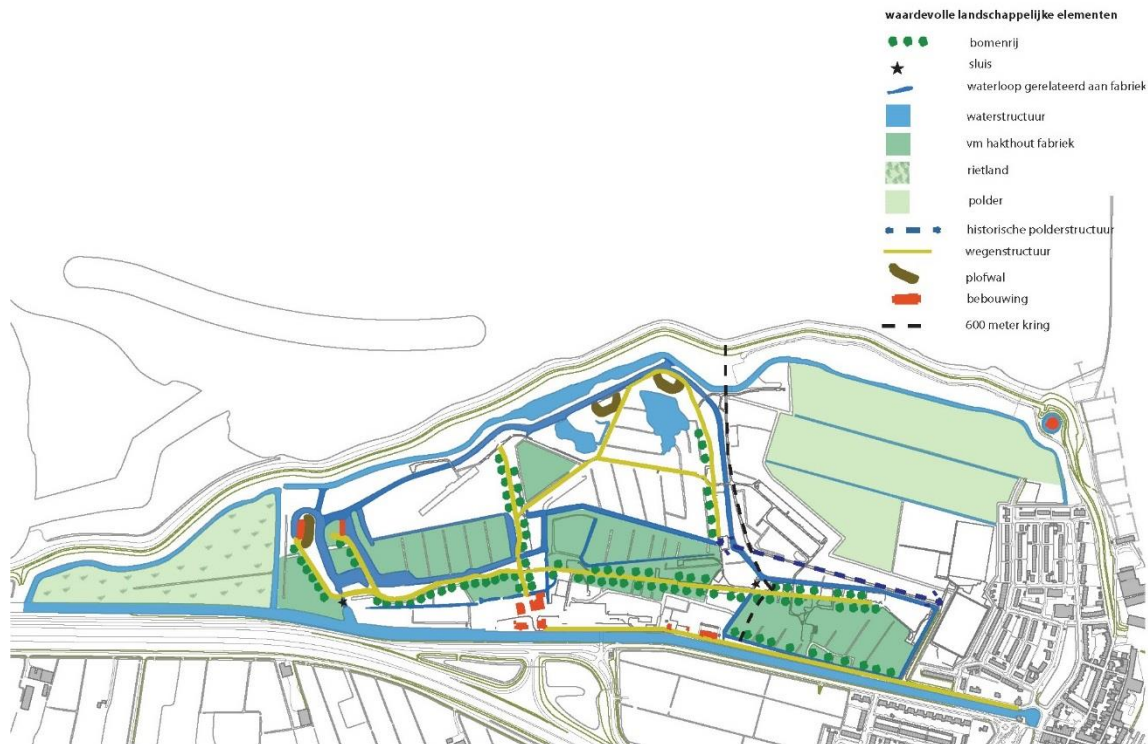 waardevolle landschappelijke elementen
bomenrij
sluis
waterloop gerelateerd aan fabriek
waterstructuur
vm hakthout fabriek
rietland
polder
historische polderstructuur
wegenstructuur
plofwal
bebouwing
600 meter kring